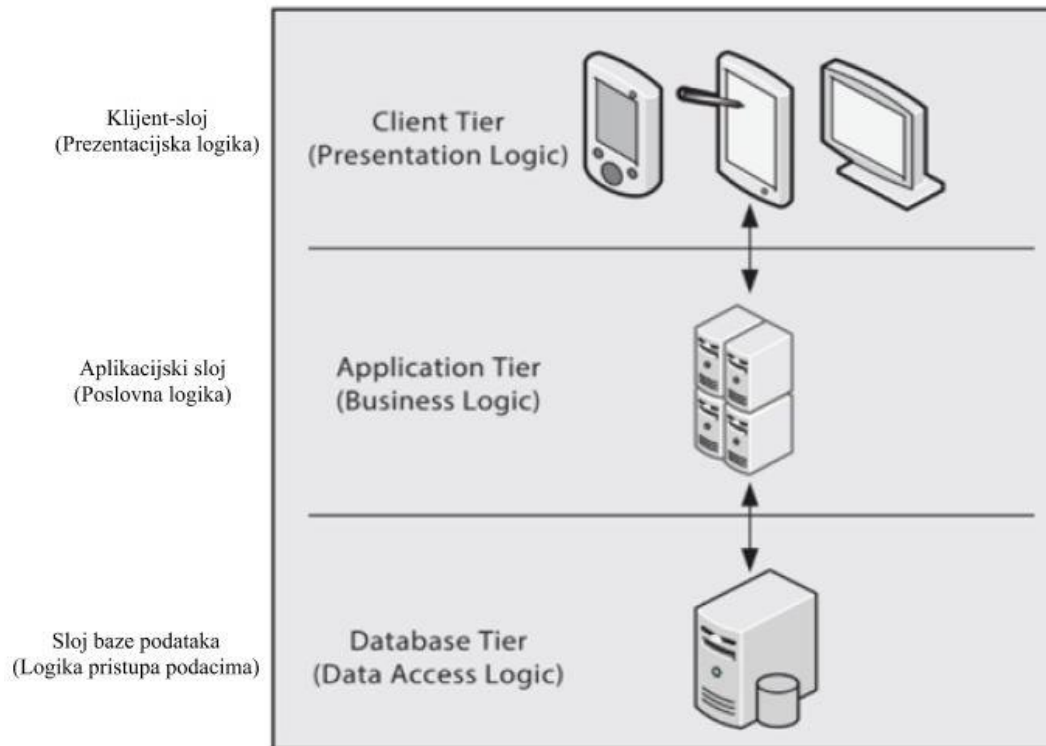 Klijent-sloj
(Prezentacijska logika)
Client Tier
(Presentation Logic)
Aplikacijski sloj
(Poslovna logika)
Application Tier
(Business Logic)
Sloj baze podataka
(Logika pristupa podacima)
Database Tier
(Data Access Logic)